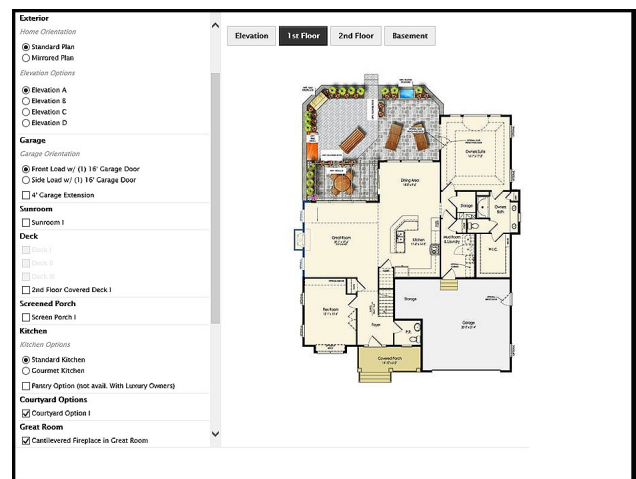 Exterior
Home Orientation
Standard Plan
Mirrored Plan
Elevation Options
Elevation A
Elevation B
Elevation C
Elevation D
Garage
Garage Orientation
Front Load w/ (1) 16' Garage Door
Side Load w/ (1) 16' Garage Door
4' Garage Extension
Sunroom
Sunroom I
Deck
Deck I
Deck II
Deck III
2nd Floor Covered Deck I
Screened Porch
Screen Porch I
Kitchen
Kitchen Options
Standard Kitchen
Gourmet Kitchen
Pantry Option (not avail. With Luxury Owners)
Courtyard Options
Courtyard Option I
Great Room
Cantilevered Fireplace in Great Room
Elevation
1st Floor
2nd Floor
Basement
Owners Suite
Dining Area
Storage
Owners Bath
Great Room
Kitchen
Mud Room & Laundry
W.I.C.
Storage
Garage
Flex Room
Foyer
Covered Porch